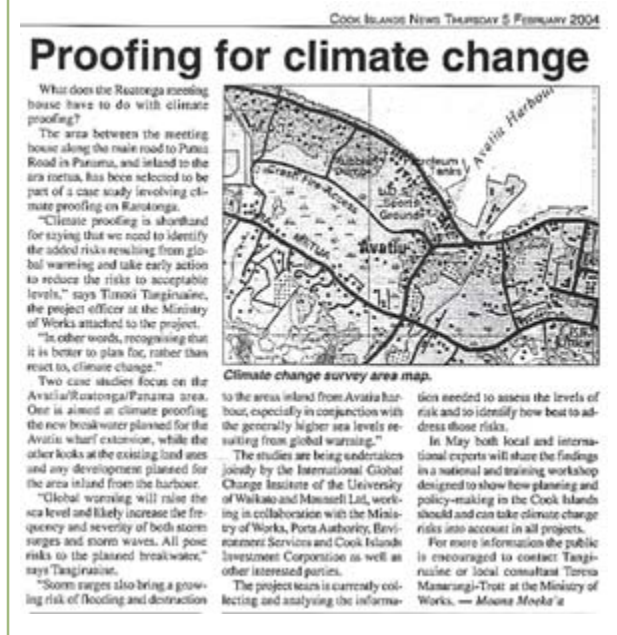 COOK ISLANDS NEWS THURSDAY 5 FEBRUARY 2004
Proofing for climate change
What does the Ruatonga meeting
house have to do with climate
proofing?
The area between the meeting
house along the main road to Putua
Road in Panama, and inland to the
ara metua, has been selected to be
part of a case study involving cli-
mate proofing on Rarotonga.
"Climate proofing is shorthand
for saying that we need to identify
the added risks resulting from glo-
bal warming and take early action
to reduce the risks to acceptable
levels," says Timoti Tangiruaine,
the project officer at the Ministry
of Works attached to the project.
"In other words, recognising that
it is better to plan for, rather than
react to, climate change."
Two case studies focus on the
Avatiu/Ruatonga/Panama area.
One is aimed at climate proofing
the new breakwater planned for the
Avatiu wharf extension, while the
other looks at the existing land uses
and any development planned for
the area inland from the harbour.
"Global warming will raise the
sea level and likely increase the fre-
quency and severity of both storm
surges and storm waves. All pose
risks to the planned breakwater,"
says Tangiruaine.
"Storm surges also bring a grow-
ing risk of flooding and destruction
Avatiu Harbour
Petroleum
Tanks
Rubbish
L.D.S.
Sports
Ground
Crash Fire Access
METUA
Avatiu
Climate change survey area map.
to the areas inland from Avatiu har-
bour, especially in conjunction with
the generally higher sea levels re-
sulting from global warming."
The studies are being undertaken
jointly by the International Global
Change Institute of the University
of Waikato and Maunsell Ltd, work-
ing in collaboration with the Minis-
try of Works, Ports Authority, Envi-
ronment Services and Cook Islands
Investment Corporation as well as
other interested parties.
The project team is currently col-
lecting and analysing the informa-
tion needed to assess the levels of
risk and to identify how best to ad-
dress those risks.
In May both local and interna-
tional experts will share the findings
in a national and training workshop
designed to show how planning and
policy-making in the Cook Islands
should and can take climate change
risks into account in all projects.
For more information the public
is encouraged to contact Tangi-
ruaine or local consultant Teresa
Manarangi-Trott at the Ministry of
Works. — Moana Moeka'a